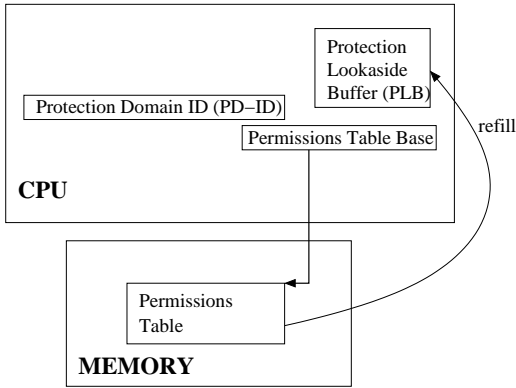 Protection
Lookaside
Buffer (PLB)
Protection Domain ID (PD−ID)
refill
Permissions Table Base
CPU
Permissions
Table
MEMORY